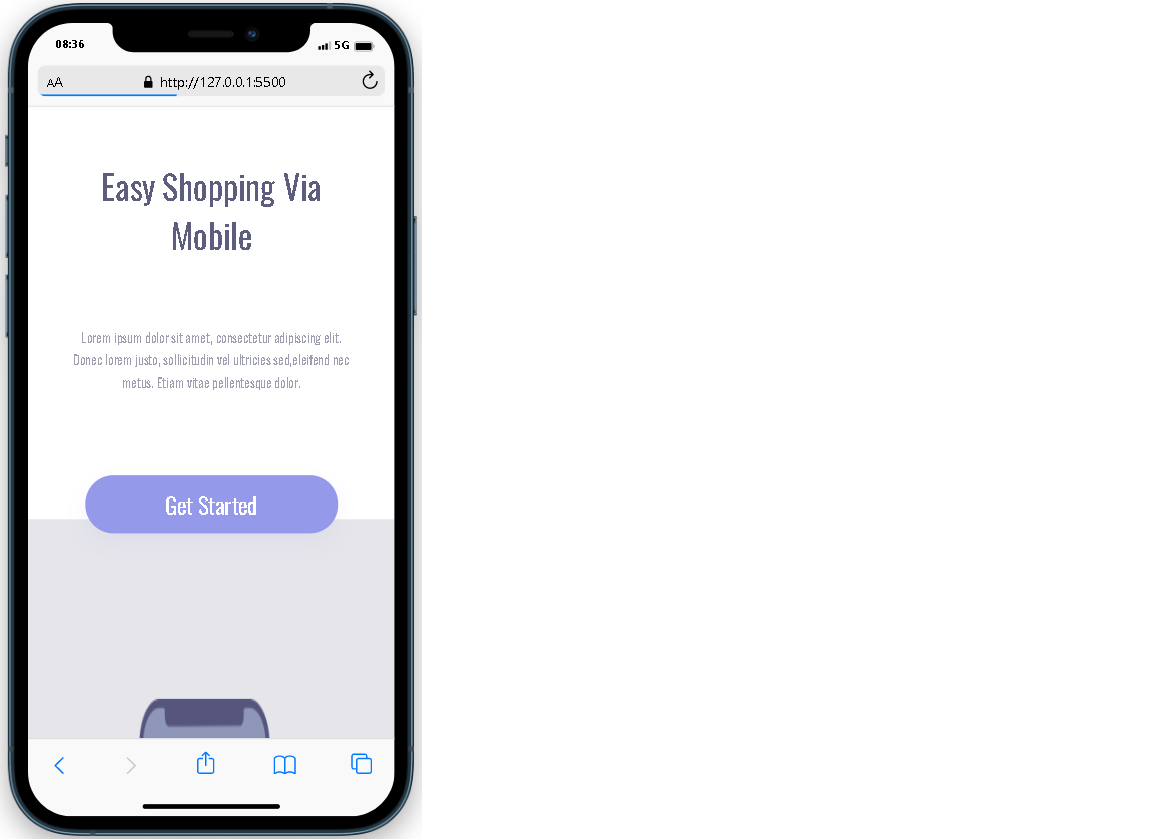 08:36
5G
AA
http://127.0.0.1:5500
Easy Shopping Via
Mobile
Lorem ipsum dolor sit amet, consectetur adipiscing elit.
Donec lorem justo, sollicitudin vel ultricies sed,eleifend nec
metus. Etiam vitae pellentesque dolor.
Get Started